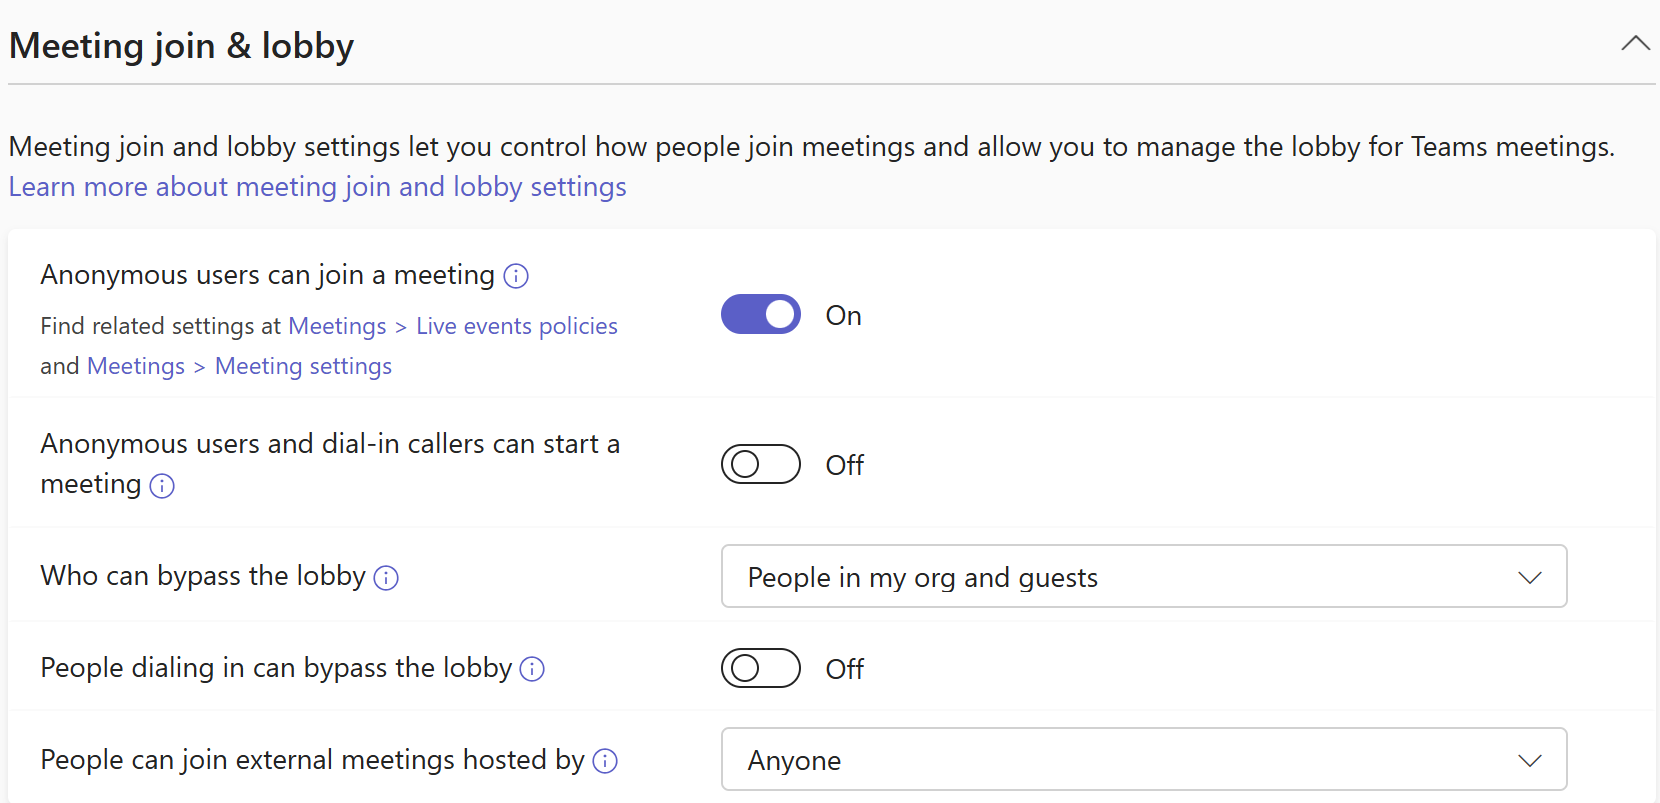 Meeting join & lobby
Meeting join and lobby settings let you control how people join meetings and allow you to manage the lobby for Teams meetings.
Learn more about meeting join and lobby settings
Anonymous users can join a meeting
Find related settings at Meetings > Live events policies
and Meetings > Meeting settings
On
Anonymous users and dial-in callers can start a
meeting
Off
Who can bypass the lobby
People in my org and guests
People dialing in can bypass the lobby
Off
People can join external meetings hosted by
Anyone